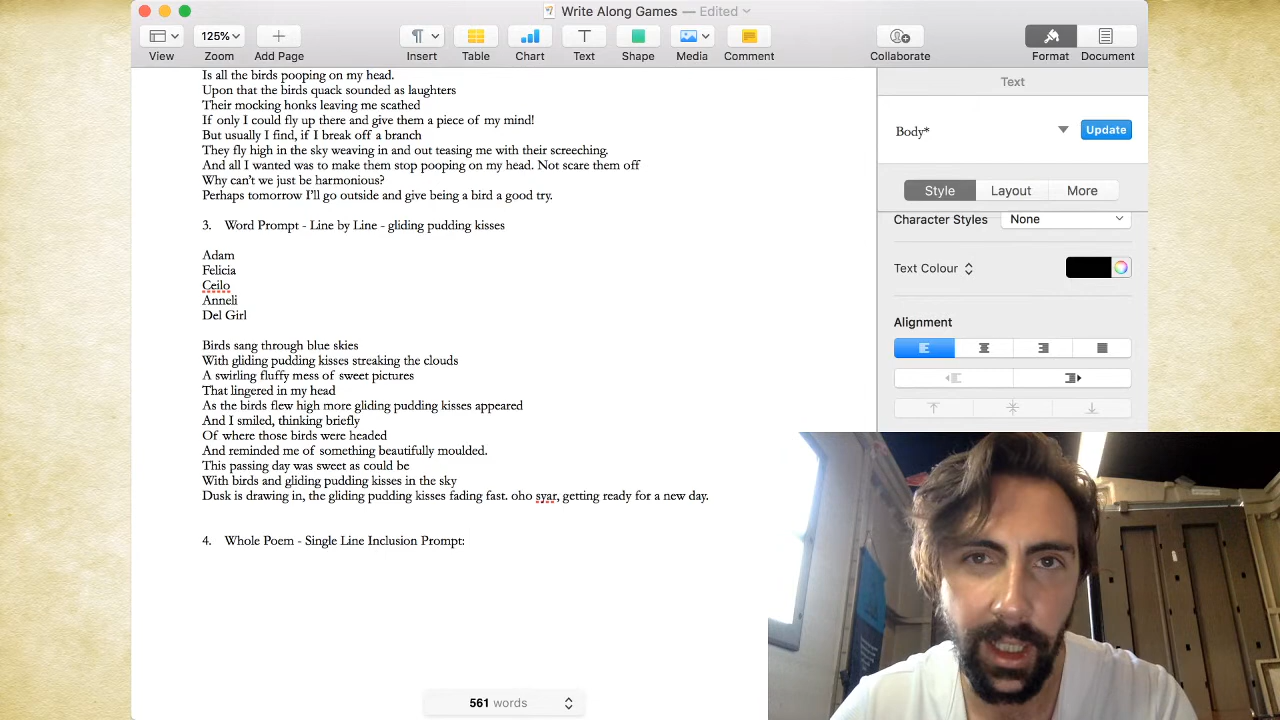 Write Along Games — Edited
View
125%
Zoom
Add Page
Insert
Table
Chart
Text
Shape
Media
Comment
Collaborate
Format
Document
Is all the birds pooping on my head.
Upon that the birds quack sounded as laughters
Their mocking honks leaving me scathed
If only I could fly up there and give them a piece of my mind!
But usually I find, if I break off a branch
They fly high in the sky weaving in and out teasing me with their screeching.
And all I wanted was to make them stop pooping on my head. Not scare them off
Why can't we just be harmonious?
Perhaps tomorrow I'll go outside and give being a bird a good try.
3. Word Prompt - Line by Line - gliding pudding kisses
Adam
Felicia
Ceilo
Anneli
Del Girl
Birds sang through blue skies
With gliding pudding kisses streaking the clouds
A swirling fluffy mess of sweet pictures
That lingered in my head
As the birds flew high more gliding pudding kisses appeared
And I smiled, thinking briefly
Of where those birds were headed
And reminded me of something beautifully moulded.
This passing day was sweet as could be
With birds and gliding pudding kisses in the sky
Dusk is drawing in, the gliding pudding kisses fading fast. oho syar, getting ready for a new day.
4. Whole Poem - Single Line Inclusion Prompt:
561 words
Text
Body*
Update
Style
Layout
More
Character Styles
None
Text Colour
Alignment